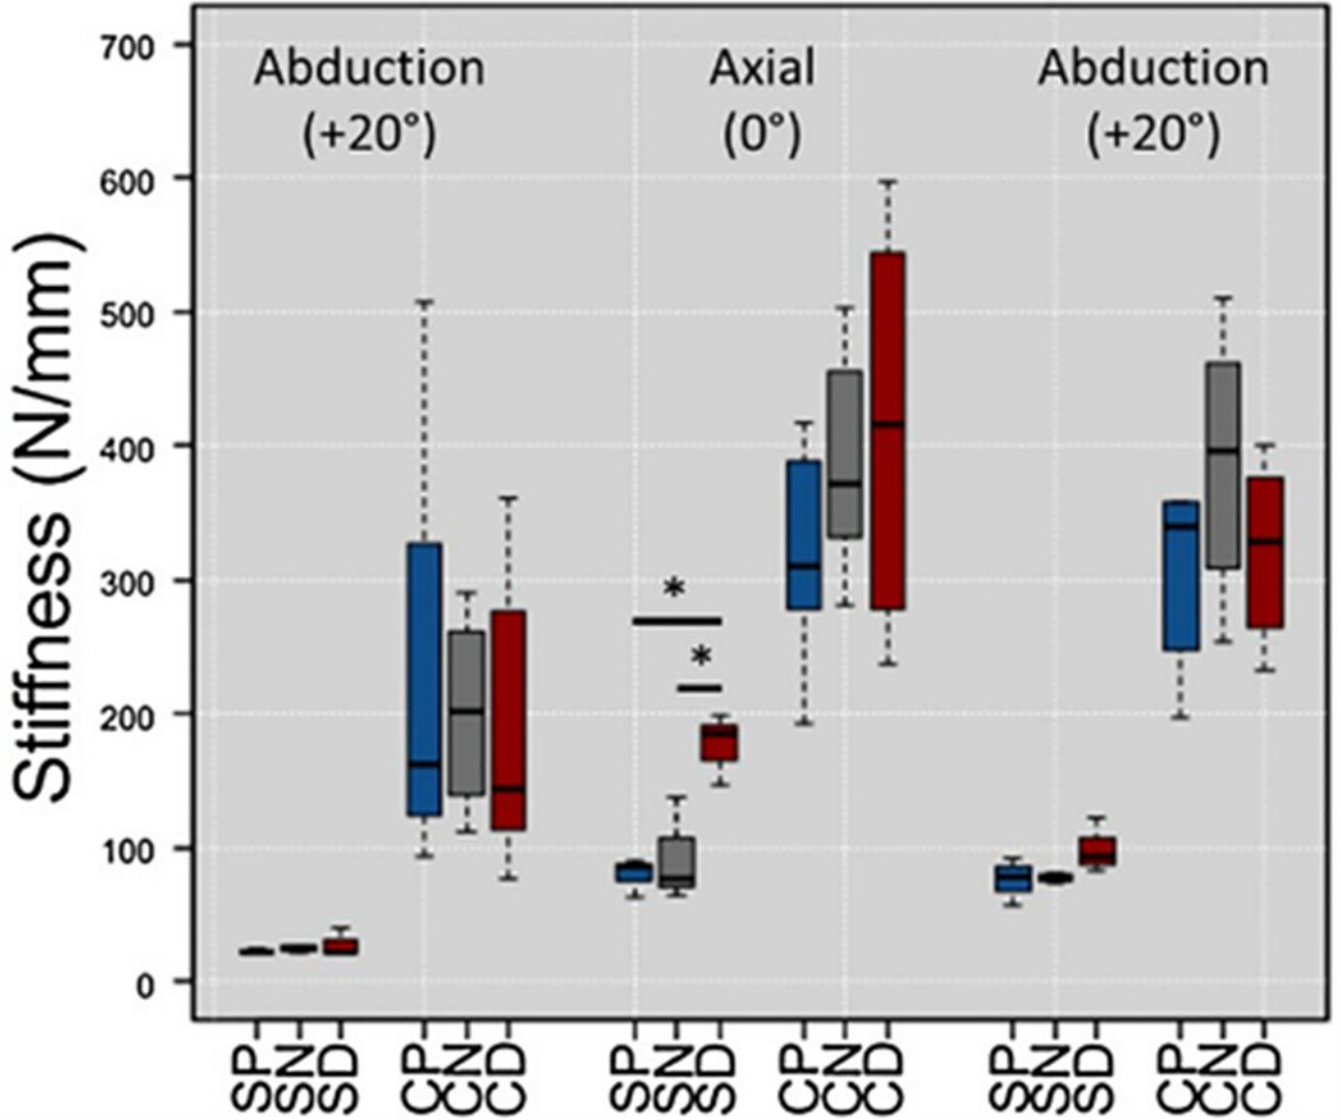 Abduction
(+20°)
Axial
(0°)
Abduction
(+20°)
Stiffness (N/mm)
700
600
500
400
300
200
100
0
*
*
SP
SN
SD
CP
CN
CD
SP
SN
SD
CP
CN
CD
SP
SN
SD
CP
CN
CD